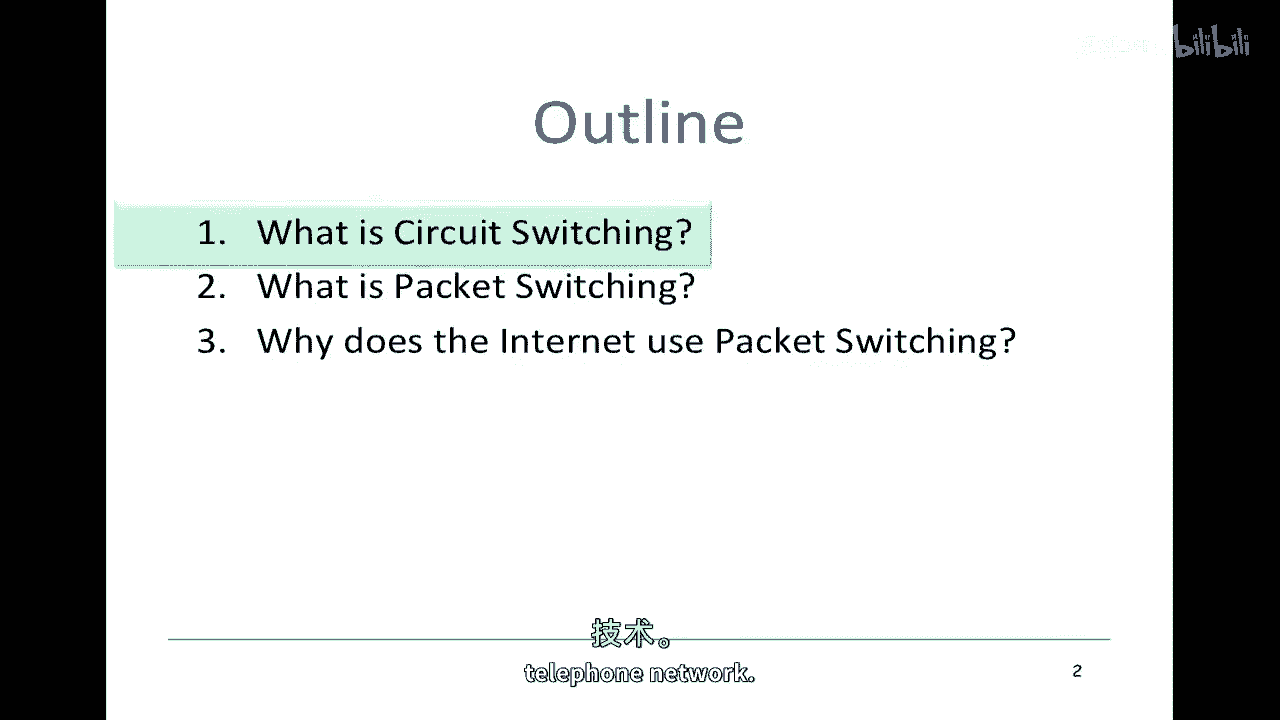 bilibili
Outline
1. What is Circuit Switching?
2. What is Packet Switching?
3. Why does the Internet use Packet Switching?
技术。
telephone network.
2